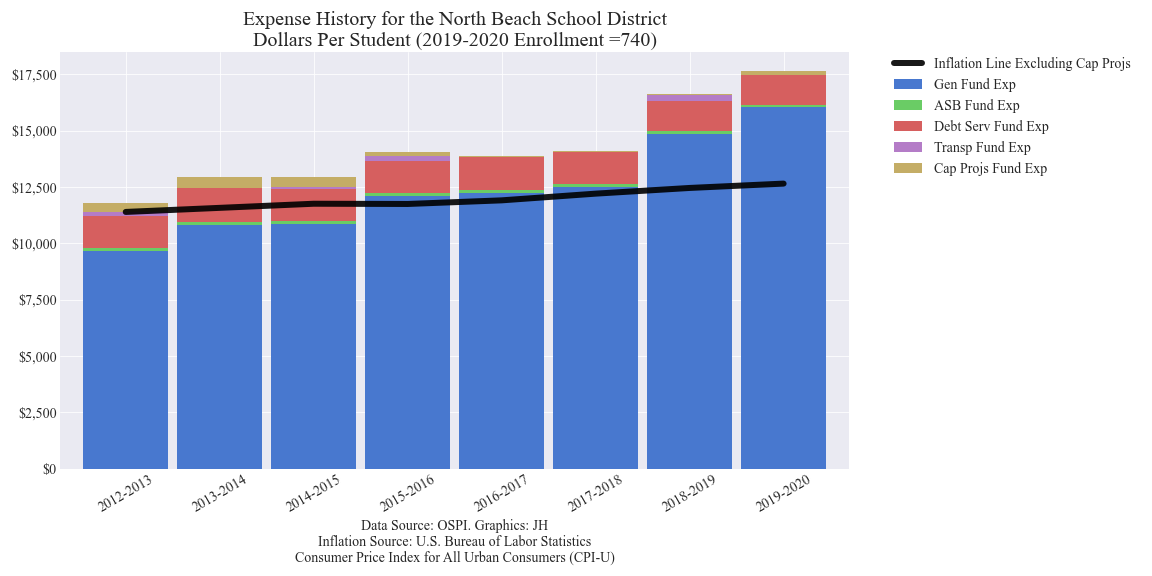 Expense History for the North Beach School District
Dollars Per Student (2019-2020 Enrollment =740)
$17,500
$15,000
$12,500
$10,000
$7,500
$5,000
$2,500
$0
2012-2013
2013-2014
2014-2015
2015-2016
2016-2017
2017-2018
2018-2019
2019-2020
Data Source: OSPI. Graphics: JH
Inflation Source: U.S. Bureau of Labor Statistics
Consumer Price Index for All Urban Consumers (CPI-U)
Inflation Line Excluding Cap Projs
Gen Fund Exp
ASB Fund Exp
Debt Serv Fund Exp
Transp Fund Exp
Cap Projs Fund Exp